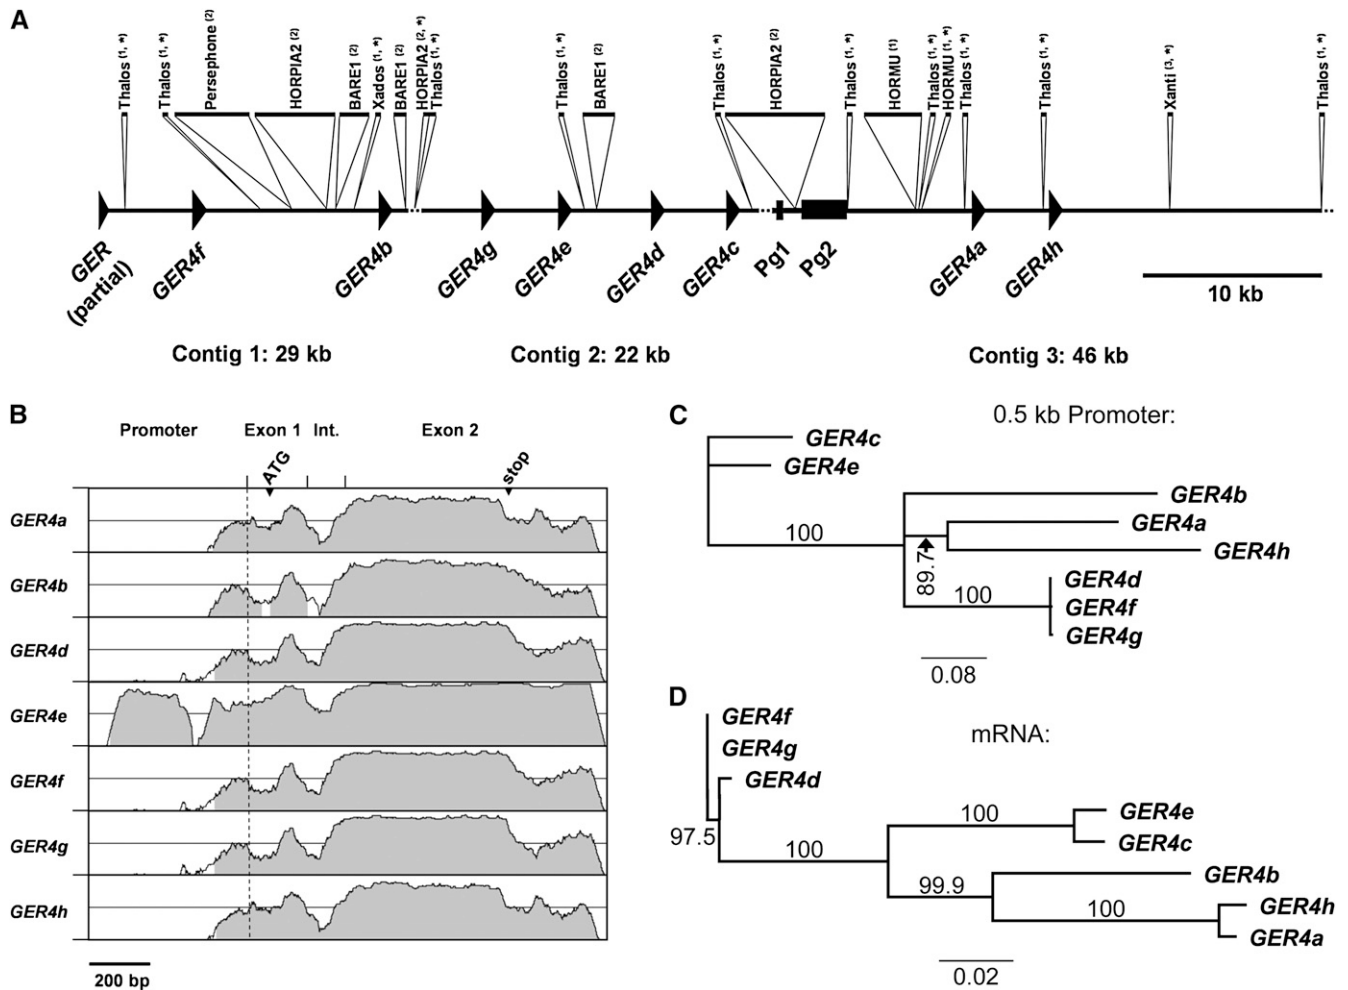 A
Thalos (1, *)
Thalos (1, *)
Persephone (2)
HORPIA2 (2)
BARE1 (2)
Xados (1, *)
BARE1 (2)
HORPIA2 (2, *)
Thalos (1, *)
Thalos (1, *)
BARE1 (2)
Thalos (1, *)
HORPIA2 (2)
Thalos (1, *)
HORMU (1)
Thalos (1, *)
HORMU (1, *)
Thalos (1, *)
Thalos (1, *)
Xanti (3, *)
Thalos (1, *)
GER
(partial)
GER4f
GER4b
GER4g
GER4e
GER4d
GER4c
Pg1
Pg2
GER4a
GER4h
10 kb
Contig 1: 29 kb
Contig 2: 22 kb
Contig 3: 46 kb
B
Promoter
Exon 1
Int.
Exon 2
ATG
stop
GER4a
GER4b
GER4d
GER4e
GER4f
GER4g
GER4h
200 bp
C
0.5 kb Promoter:
GER4c
GER4e
GER4b
GER4a
GER4h
GER4d
GER4f
GER4g
100
89.7
100
0.08
D
mRNA:
GER4f
GER4g
GER4d
97.5
100
100
GER4e
GER4c
99.9
GER4b
100
GER4h
GER4a
0.02